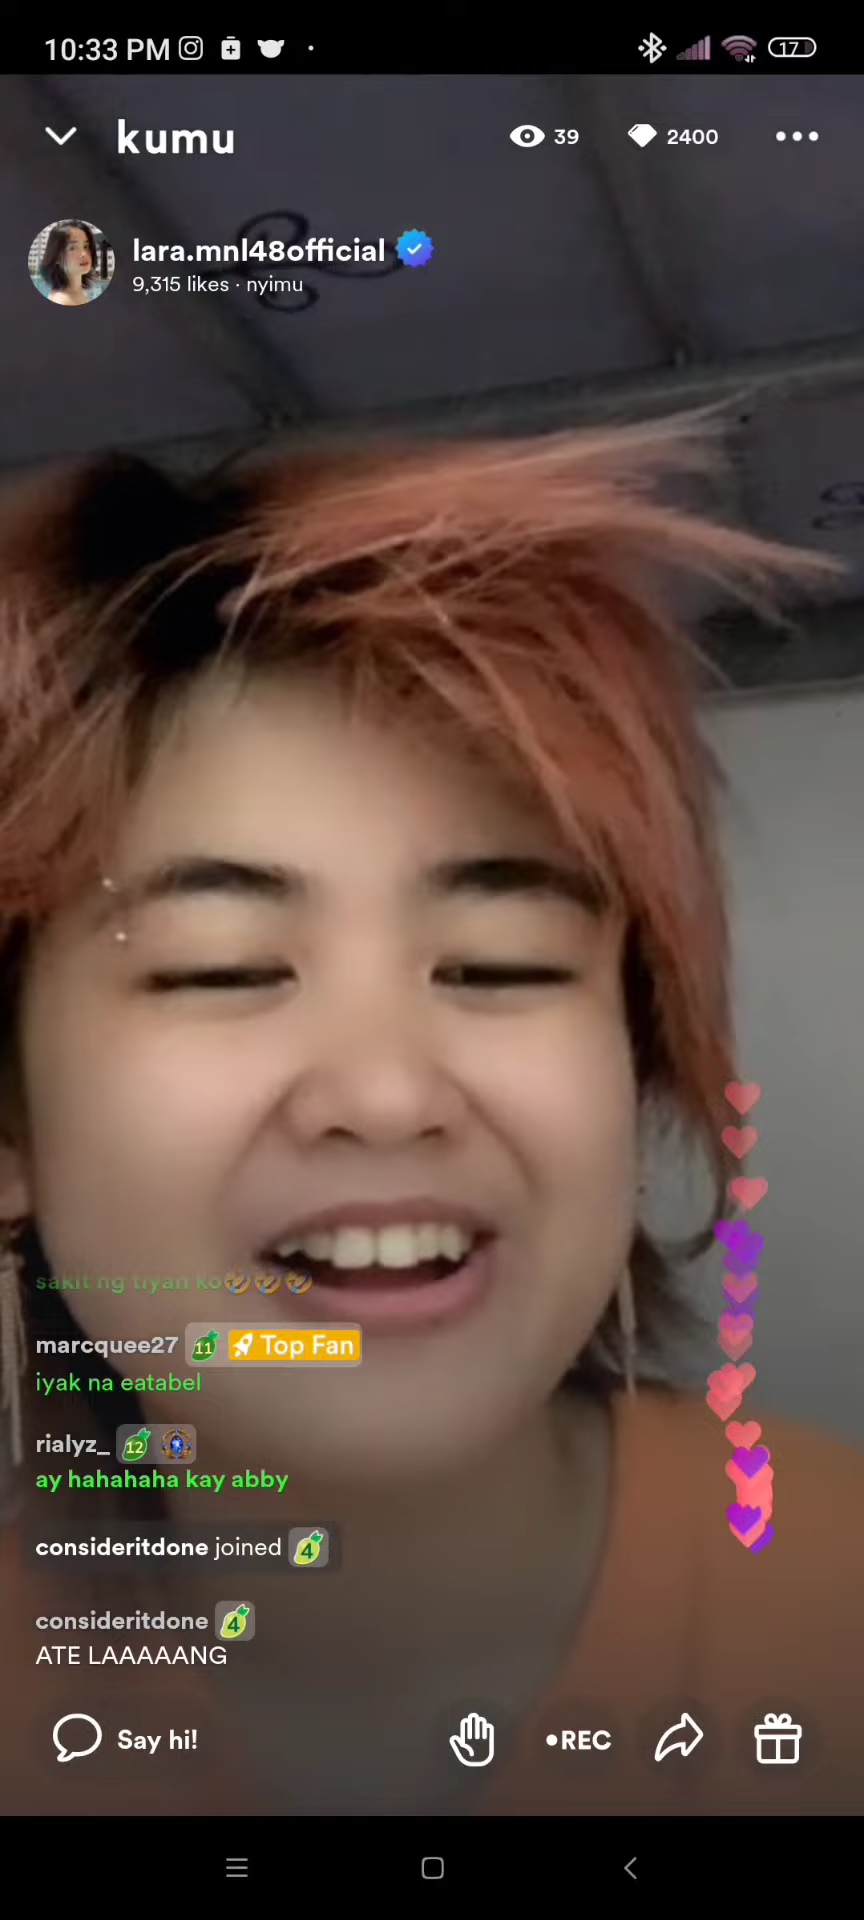 10:33 PM
17
kumu
39
2400
lara.mnl48official
9,315 likes · nyimu
sakit ng tiyan ko🤣🤣🤣
marcquee27 11 Top Fan
iyak na eatabel
rialyz_ 12
ay hahahaha kay abby
consideritdone joined 4
consideritdone 4
ATE LAAAAANG
Say hi!
•REC